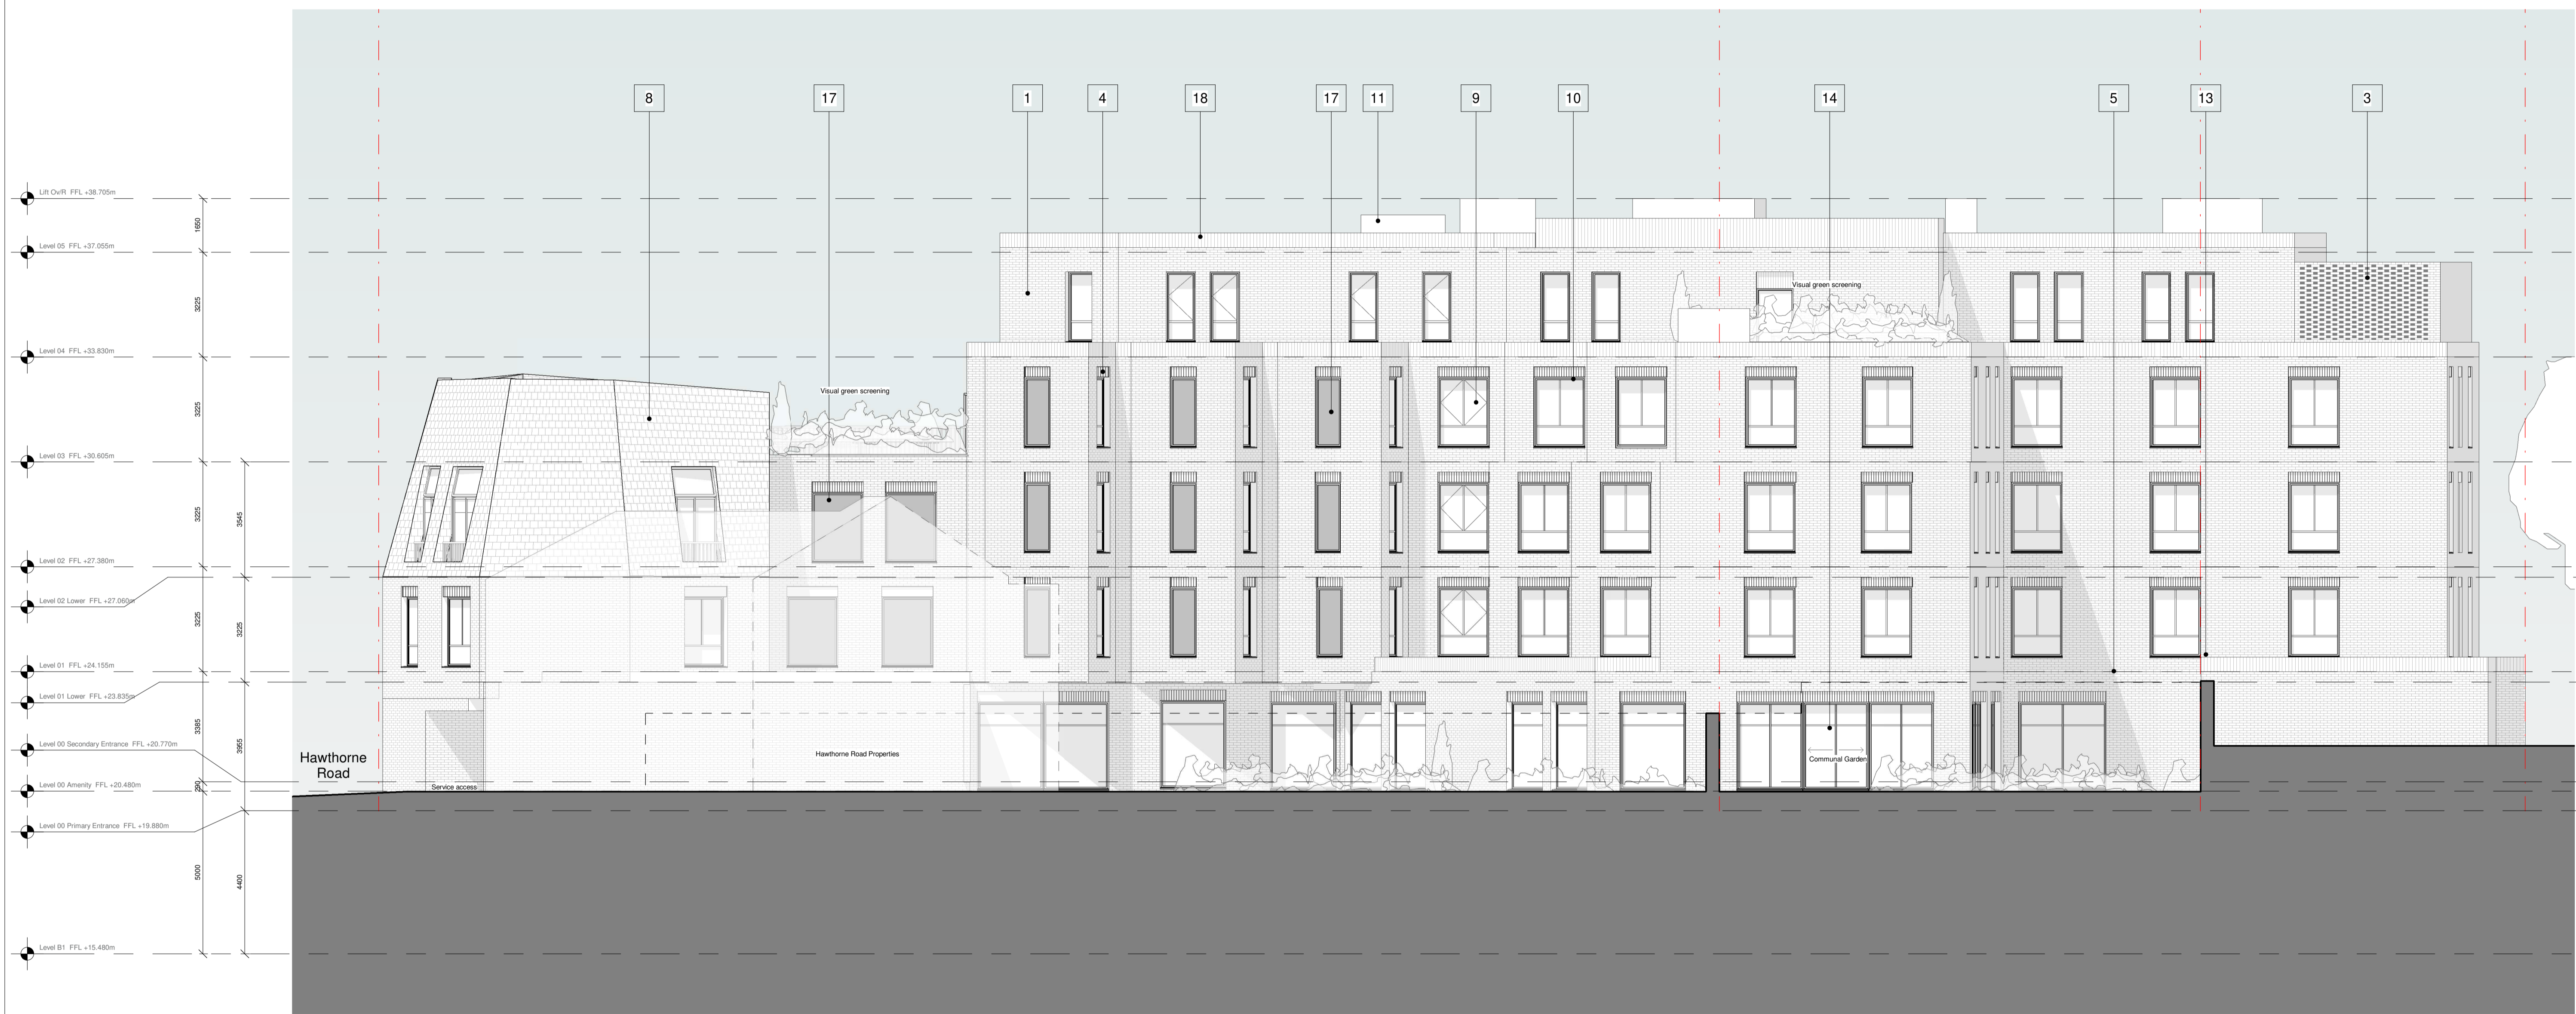 8
17
1
4
18
17
11
9
10
14
5
13
3
Lift Ov/R FFL +38.705m
1650
Level 05 FFL +37.055m
3225
Visual green screening
Level 04 FFL +33.830m
3225
Visual green screening
Level 03 FFL +30.605m
3225
3545
Level 02 FFL +27.380m
Level 02 Lower FFL +27.060m
3225
3225
Level 01 FFL +24.155m
Level 01 Lower FFL +23.835m
3385
3955
Level 00 Secondary Entrance FFL +20.770m
Hawthorne
Road
Hawthorne Road Properties
Communal Garden
Level 00 Amenity FFL +20.480m
290
Service access
Level 00 Primary Entrance FFL +19.880m
5000
4400
Level B1 FFL +15.480m